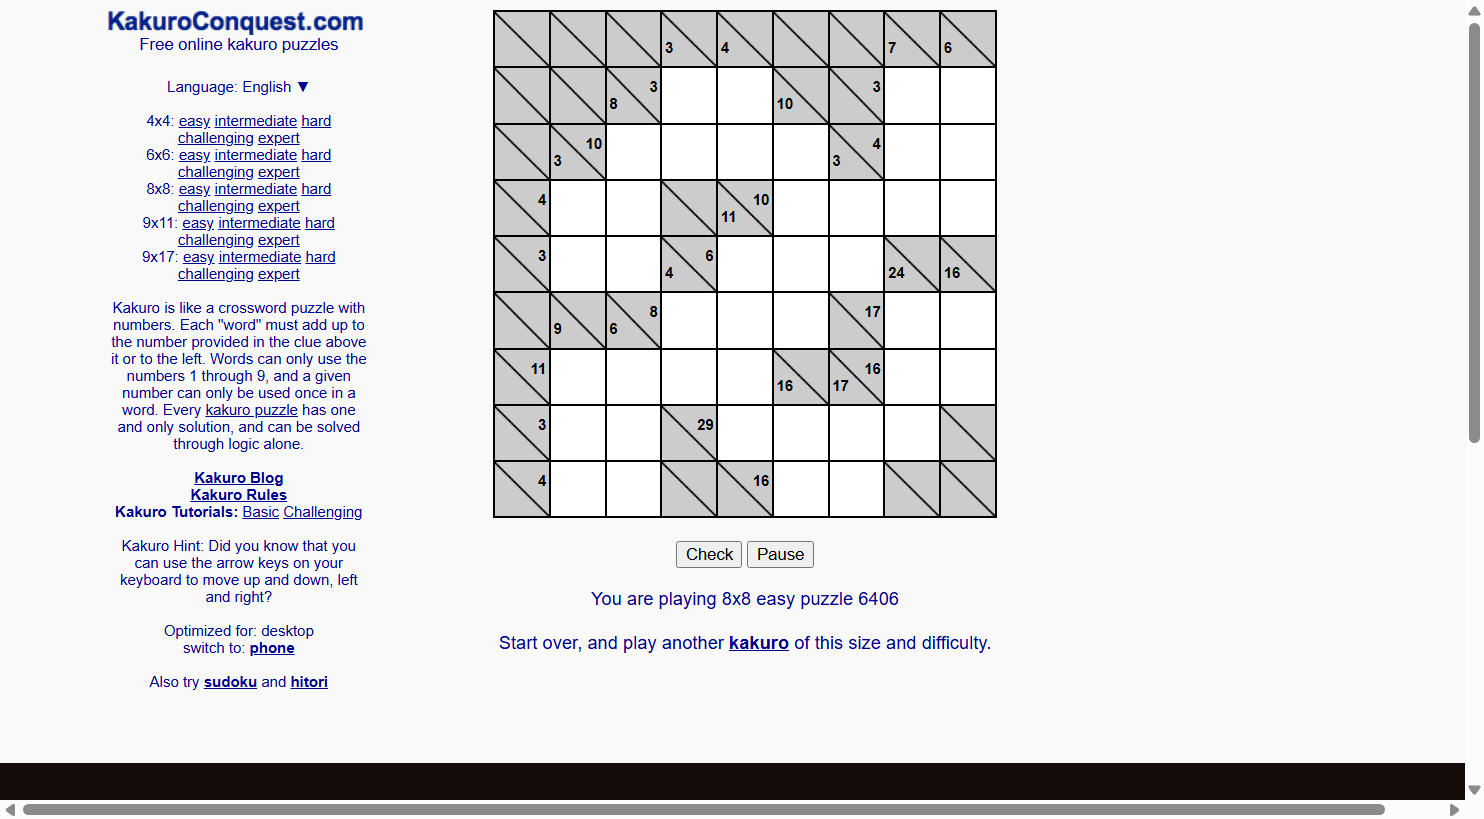 KakuroConquest.com
Free online kakuro puzzles
Language: English ▼
4x4: easy intermediate hard
challenging expert
6x6: easy intermediate hard
challenging expert
8x8: easy intermediate hard
challenging expert
9x11: easy intermediate hard
challenging expert
9x17: easy intermediate hard
challenging expert
Kakuro is like a crossword puzzle with
numbers. Each "word" must add up to
the number provided in the clue above
it or to the left. Words can only use the
numbers 1 through 9, and a given
number can only be used once in a
word. Every kakuro puzzle has one
and only solution, and can be solved
through logic alone.
Kakuro Blog
Kakuro Rules
Kakuro Tutorials: Basic Challenging
Kakuro Hint: Did you know that you
can use the arrow keys on your
keyboard to move up and down, left
and right?
Optimized for: desktop
switch to: phone
Also try sudoku and hitori
3 4 7 6
3 8 10 3
10 3 4 3
4 10 11
3 6 4 24 16
9 8 6 17
11 16 16 17
3 29
4 16
Check Pause
You are playing 8x8 easy puzzle 6406
Start over, and play another kakuro of this size and difficulty.